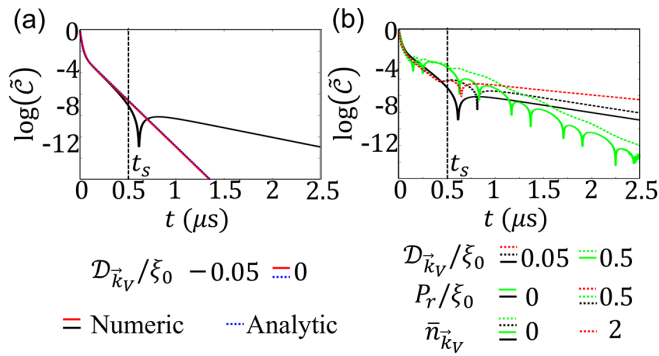 (a)
0
-4
-8
-12
log(C̃)
t_s
0 0.5 1 1.5 2 2.5
t (μs)
𝒟_{k⃗_V}/ξ_0 — 0.05 0
Numeric Analytic
(b)
0
-4
-8
-12
log(C̃)
t_s
0 0.5 1 1.5 2 2.5
t (μs)
𝒟_{k⃗_V}/ξ_0 0.05 0.5
P_r/ξ_0 0 0.5
n̄_{k⃗_V} 0 2